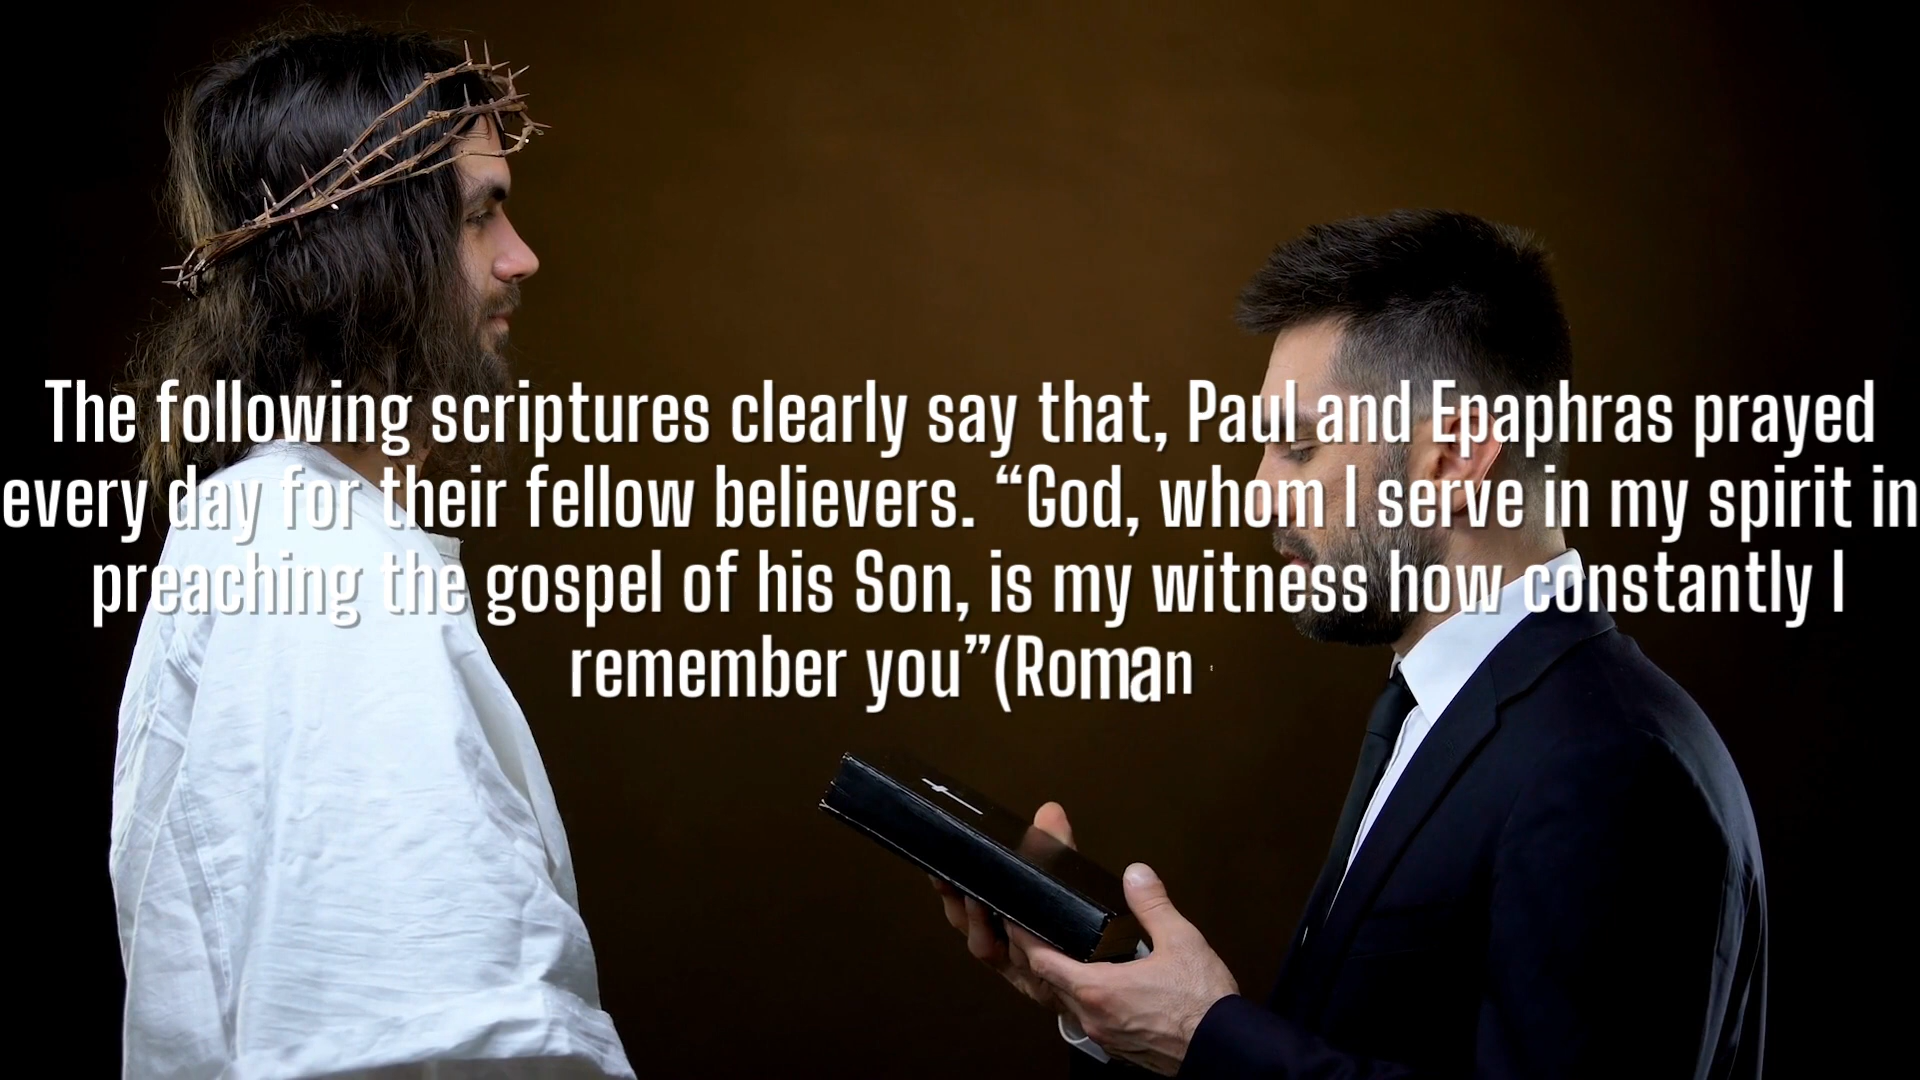 The following scriptures clearly say that, Paul and Epaphras prayed
every day for their fellow believers. “God, whom I serve in my spirit in
preaching the gospel of his Son, is my witness how constantly I
remember you”(Roman